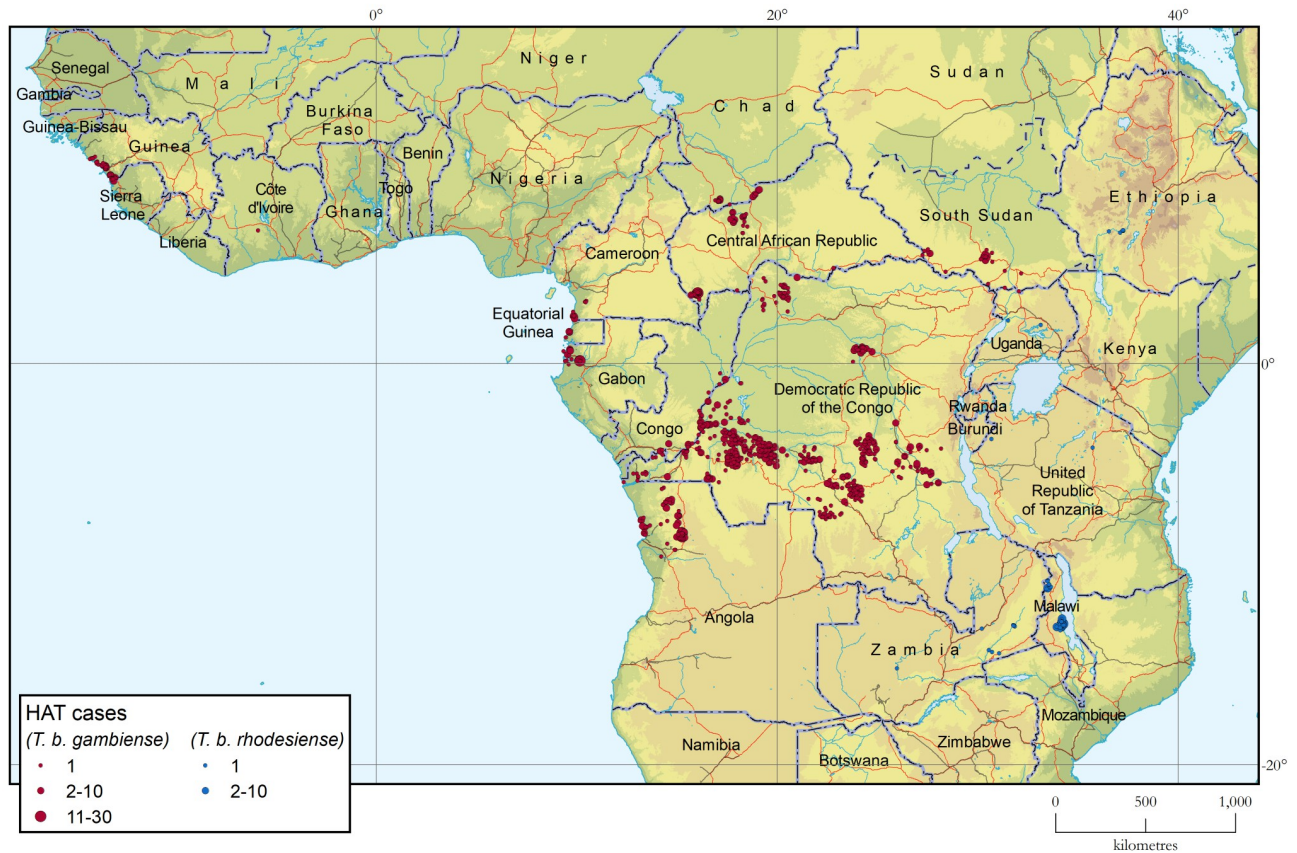 0°
20°
40°
Senegal
Gambia
Guinea-Bissau
Guinea
Sierra
Leone
Liberia
Mali
Burkina
Faso
Côte
d'Ivoire
Ghana
Togo
Benin
Niger
Nigeria
Chad
Sudan
South Sudan
Ethiopia
Central African Republic
Cameroon
Equatorial
Guinea
Gabon
Congo
Democratic Republic
of the Congo
Uganda
Kenya
0°
Rwanda
Burundi
United
Republic
of Tanzania
Angola
Zambia
Malawi
Mozambique
Zimbabwe
Namibia
Botswana
-20°
HAT cases
(T. b. gambiense) (T. b. rhodesiense)
1 1
2-10 2-10
11-30
0 500 1,000
kilometres